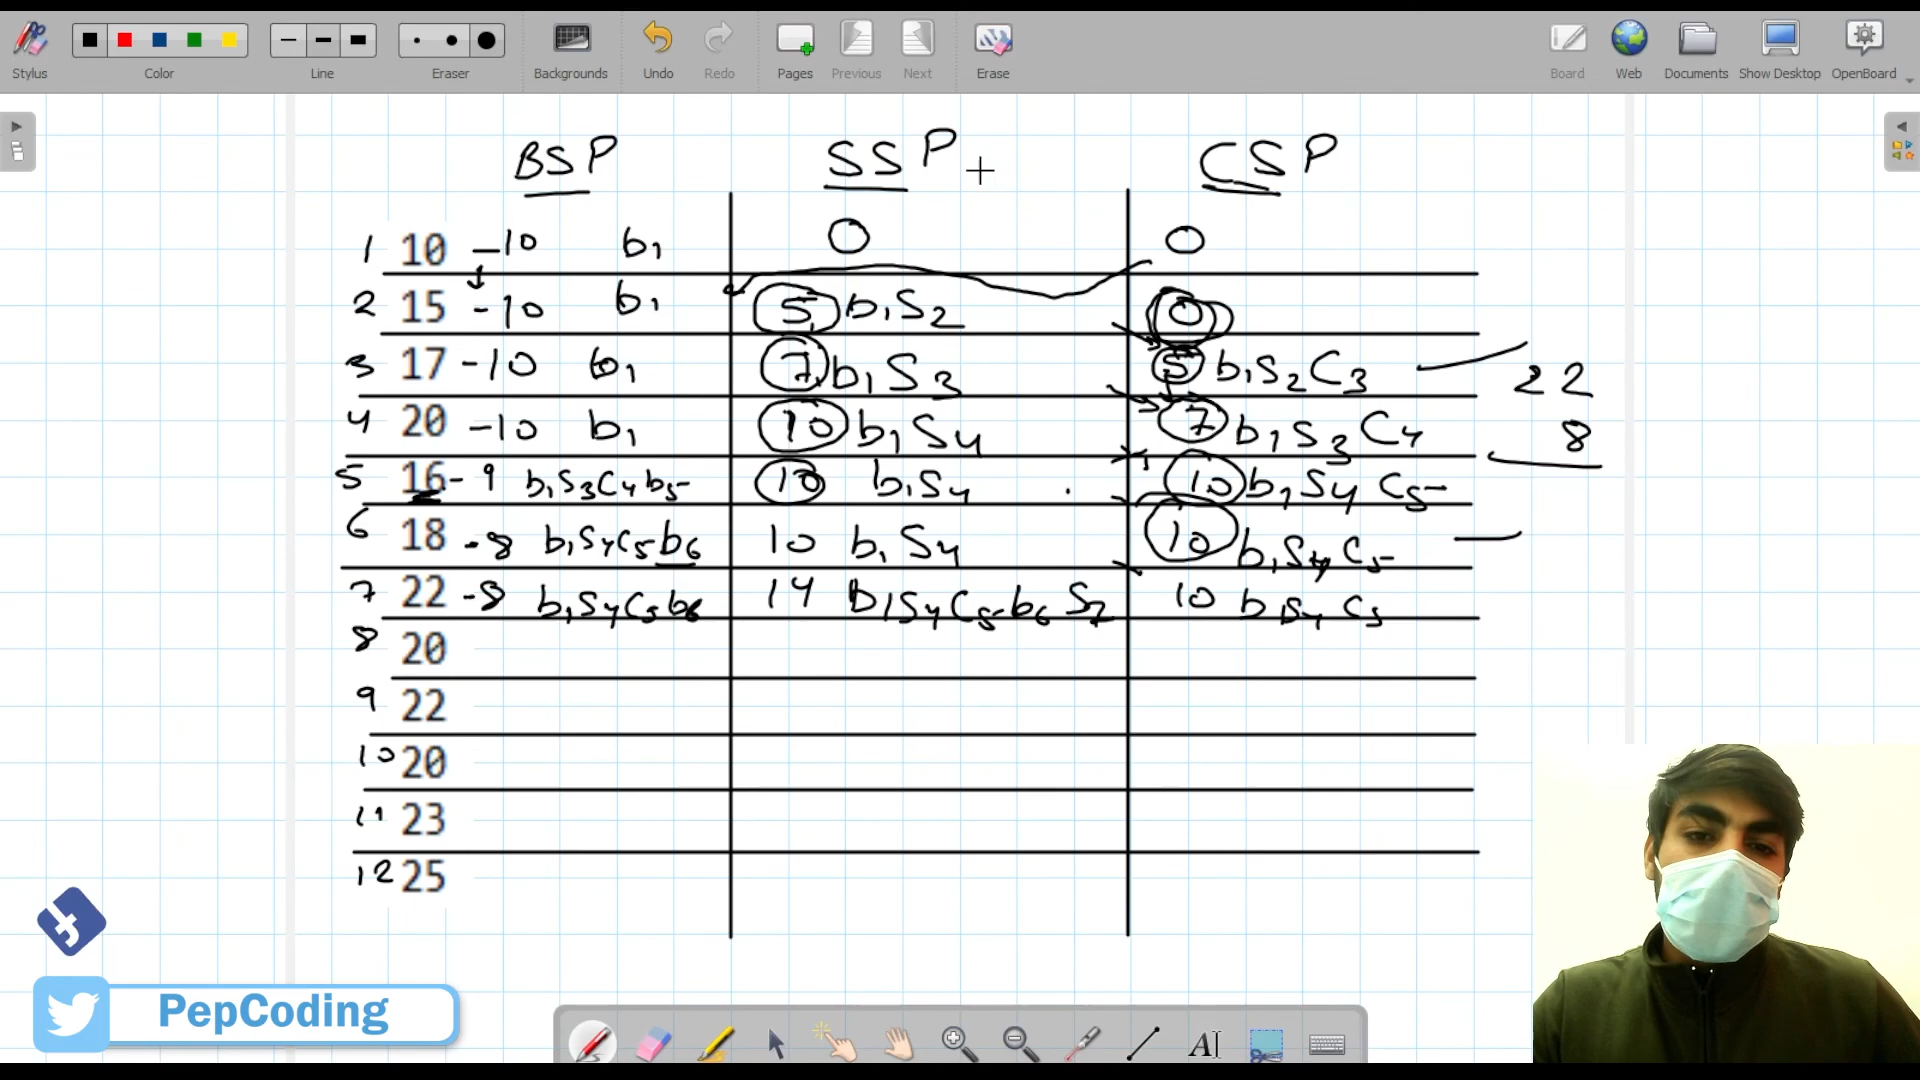 Stylus Color Line Eraser Backgrounds Undo Redo Pages Previous Next Erase Board Web Documents Show Desktop OpenBoard
BSP SSP CSP
1 10 -10 b1 0 0
2 15 -10 b1 5 b1S2 0
3 17 -10 b1 7 b1S3 5 b1S2C3 22
4 20 -10 b1 10 b1S4 7 b1S3C4 8
5 16 - 9 b1S3C4b5 10 b1S4 10 b1S4C5
6 18 -8 b1S4C5b6 10 b1S4 10 b1S4C5
7 22 -8 b1S4C5b6 14 b1S4C5b6S7 10 b1S4C5
8 20
9 22
10 20
11 23
12 25
PepCoding